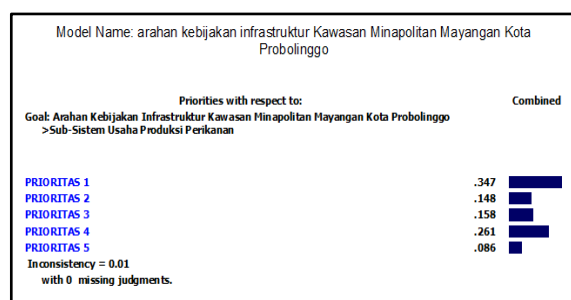 Model Name: arahan kebijakan infrastruktur Kawasan Minapolitan Mayangan Kota
Probolinggo
Priorities with respect to: Combined
Goal: Arahan Kebijakan Infrastruktur Kawasan Minapolitan Mayangan Kota Probolinggo
>Sub-Sistem Usaha Produksi Perikanan
PRIORITAS 1 .347
PRIORITAS 2 .148
PRIORITAS 3 .158
PRIORITAS 4 .261
PRIORITAS 5 .086
Inconsistency = 0.01
with 0 missing judgments.